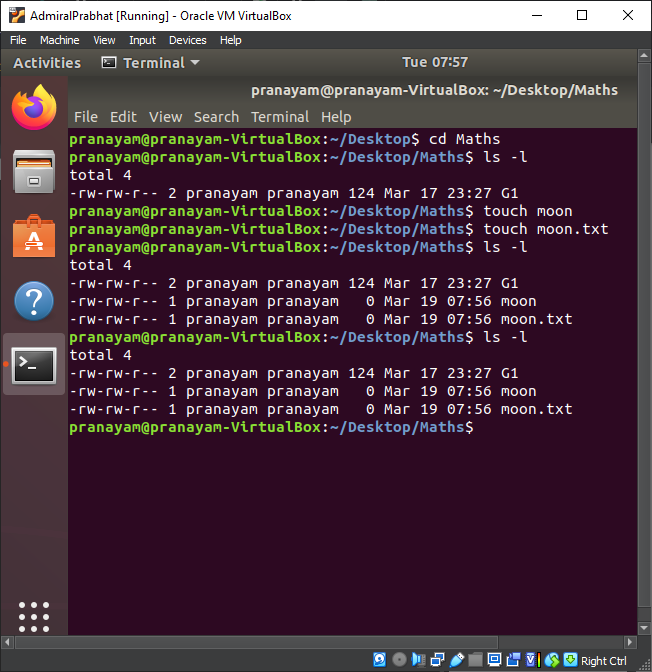 AdmiralPrabhat [Running] - Oracle VM VirtualBox
File Machine View Input Devices Help
Activities Terminal Tue 07:57
pranayam@pranayam-VirtualBox: ~/Desktop/Maths
File Edit View Search Terminal Help
pranayam@pranayam-VirtualBox:~/Desktop$ cd Maths
pranayam@pranayam-VirtualBox:~/Desktop/Maths$ ls -l
total 4
-rw-rw-r-- 2 pranayam pranayam 124 Mar 17 23:27 G1
pranayam@pranayam-VirtualBox:~/Desktop/Maths$ touch moon
pranayam@pranayam-VirtualBox:~/Desktop/Maths$ touch moon.txt
pranayam@pranayam-VirtualBox:~/Desktop/Maths$ ls -l
total 4
-rw-rw-r-- 2 pranayam pranayam 124 Mar 17 23:27 G1
-rw-rw-r-- 1 pranayam pranayam   0 Mar 19 07:56 moon
-rw-rw-r-- 1 pranayam pranayam   0 Mar 19 07:56 moon.txt
pranayam@pranayam-VirtualBox:~/Desktop/Maths$ ls -l
total 4
-rw-rw-r-- 2 pranayam pranayam 124 Mar 17 23:27 G1
-rw-rw-r-- 1 pranayam pranayam   0 Mar 19 07:56 moon
-rw-rw-r-- 1 pranayam pranayam   0 Mar 19 07:56 moon.txt
pranayam@pranayam-VirtualBox:~/Desktop/Maths$
Right Ctrl